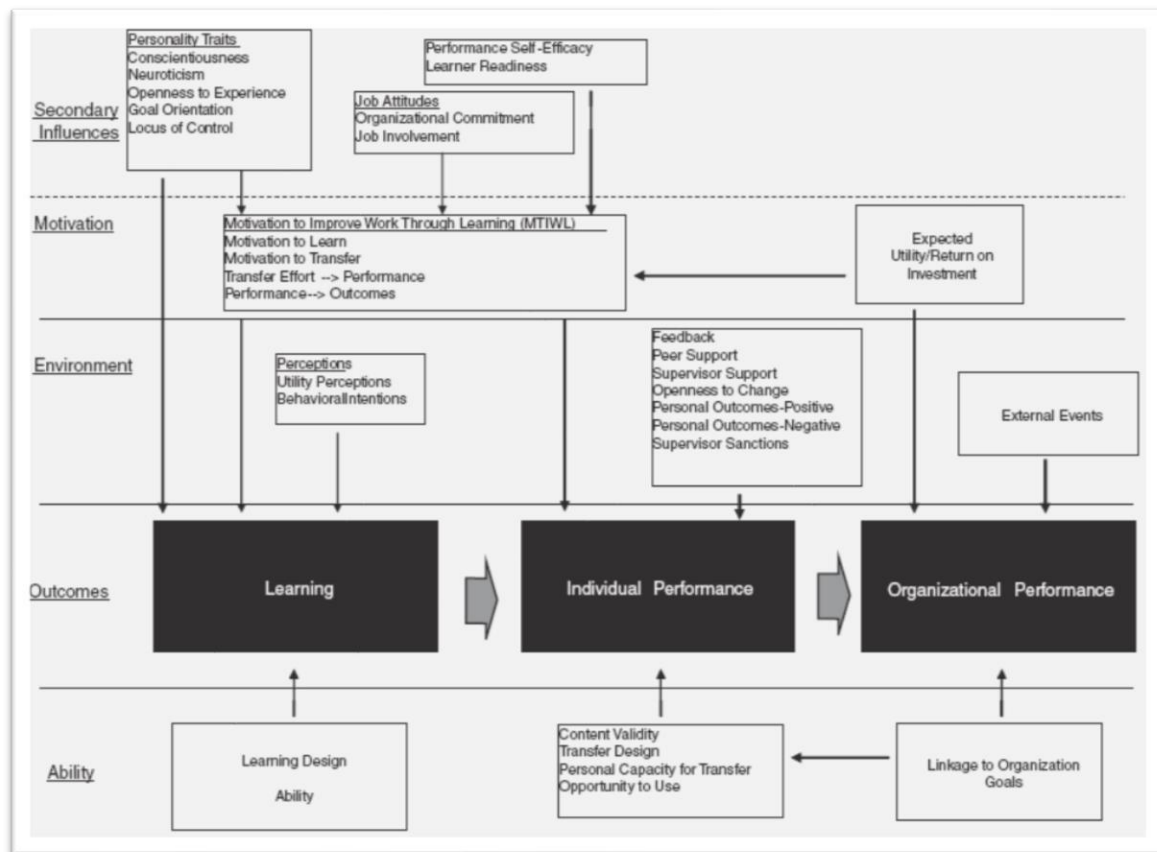 Personality Traits
Conscientiousness
Neuroticism
Openness to Experience
Goal Orientation
Locus of Control
Performance Self-Efficacy
Learner Readiness
Secondary
Influences
Job Attitudes
Organizational Commitment
Job Involvement
Motivation
Motivation to Improve Work Through Learning (MTIWL)
Motivation to Learn
Motivation to Transfer
Transfer Effort --> Performance
Performance--> Outcomes
Expected
Utility/Return on
Investment
Environment
Perceptions
Utility Perceptions
BehavioralIntentions
Feedback
Peer Support
Supervisor Support
Openness to Change
Personal Outcomes-Positive
Personal Outcomes-Negative
Supervisor Sanctions
External Events
Outcomes
Learning
Individual Performance
Organizational Performance
Ability
Learning Design
Ability
Content Validity
Transfer Design
Personal Capacity for Transfer
Opportunity to Use
Linkage to Organization
Goals